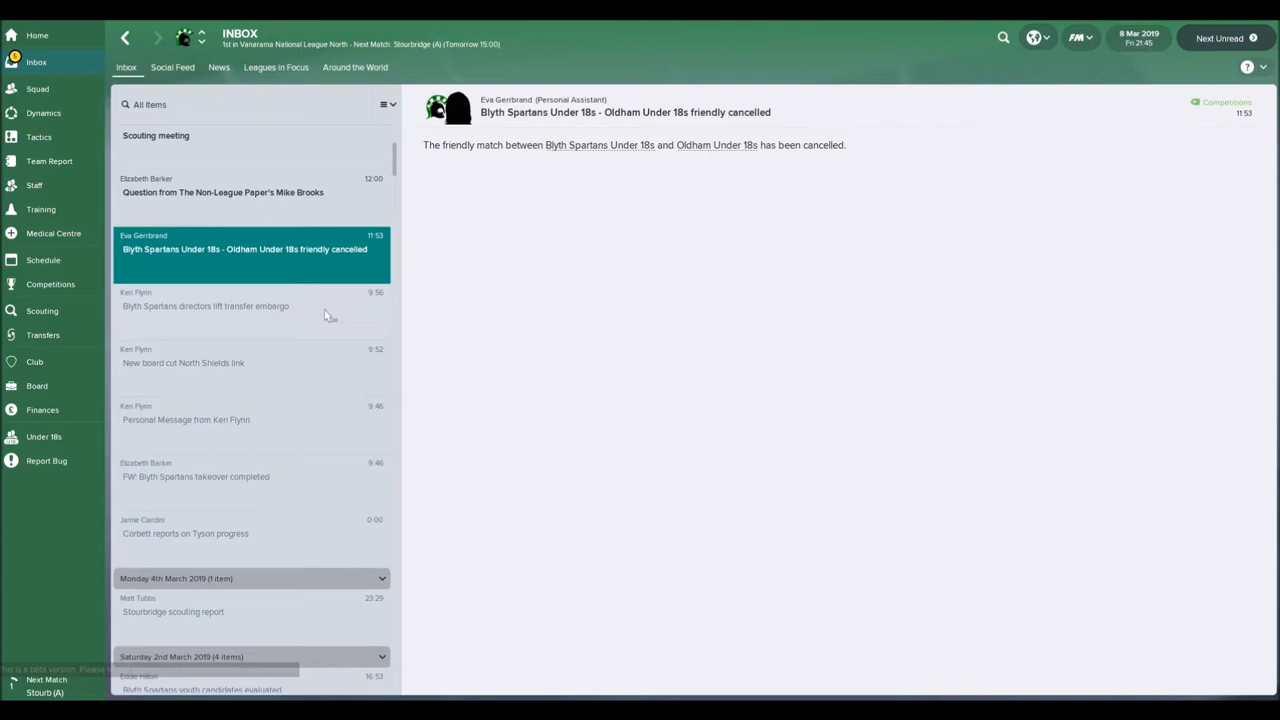 Home
Inbox
Squad
Dynamics
Tactics
Team Report
Staff
Training
Medical Centre
Schedule
Competitions
Scouting
Transfers
Club
Board
Finances
Under 18s
Report Bug
This is a beta version. Please
Next Match
Stourb (A)
INBOX
1st in Vanarama National League North - Next Match: Stourbridge (A) (Tomorrow 15:00)
FM
8 Mar 2019
Fri 21:45
Next Unread
Inbox Social Feed News Leagues in Focus Around the World
?
All Items
Scouting meeting
Elizabeth Barker 12:00
Question from The Non-League Paper's Mike Brooks
Eva Gerrbrand 11:53
Blyth Spartans Under 18s - Oldham Under 18s friendly cancelled
Ken Flynn 9:56
Blyth Spartans directors lift transfer embargo
Ken Flynn 9:52
New board cut North Shields link
Ken Flynn 9:46
Personal Message from Ken Flynn
Elizabeth Barker 9:46
FW: Blyth Spartans takeover completed
Jamie Ciardini 0:00
Corbett reports on Tyson progress
Monday 4th March 2019 (1 item)
Matt Tubbs 23:29
Stourbridge scouting report
Saturday 2nd March 2019 (4 items)
Eddie Hilton 16:53
Blyth Spartans youth candidates evaluated
Eva Gerrbrand (Personal Assistant)
Blyth Spartans Under 18s - Oldham Under 18s friendly cancelled
Competitions
11:53
The friendly match between Blyth Spartans Under 18s and Oldham Under 18s has been cancelled.